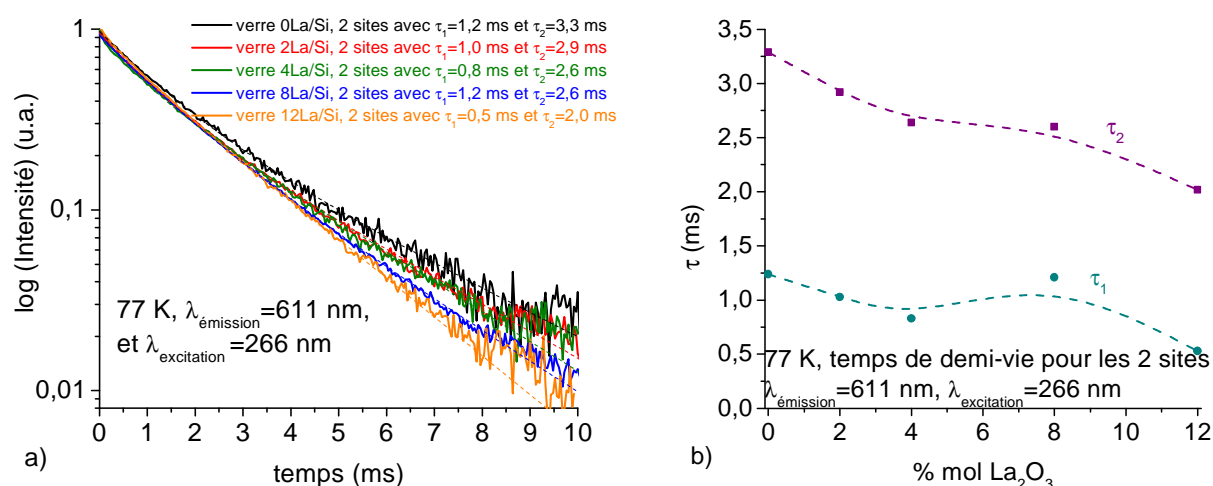 verre 0La/Si, 2 sites avec τ1=1,2 ms et τ2=3,3 ms
verre 2La/Si, 2 sites avec τ1=1,0 ms et τ2=2,9 ms
verre 4La/Si, 2 sites avec τ1=0,8 ms et τ2=2,6 ms
verre 8La/Si, 2 sites avec τ1=1,2 ms et τ2=2,6 ms
verre 12La/Si, 2 sites avec τ1=0,5 ms et τ2=2,0 ms
log (Intensité) (u.a.)
1
0,1
0,01
77 K, λémission=611 nm,
et λexcitation=266 nm
0 1 2 3 4 5 6 7 8 9 10
temps (ms)
a)
τ (ms)
3,5
3,0
2,5
2,0
1,5
1,0
0,5
0,0
τ2
τ1
77 K, temps de demi-vie pour les 2 sites
λémission=611 nm, λexcitation=266 nm
0 2 4 6 8 10 12
% mol La2O3
b)